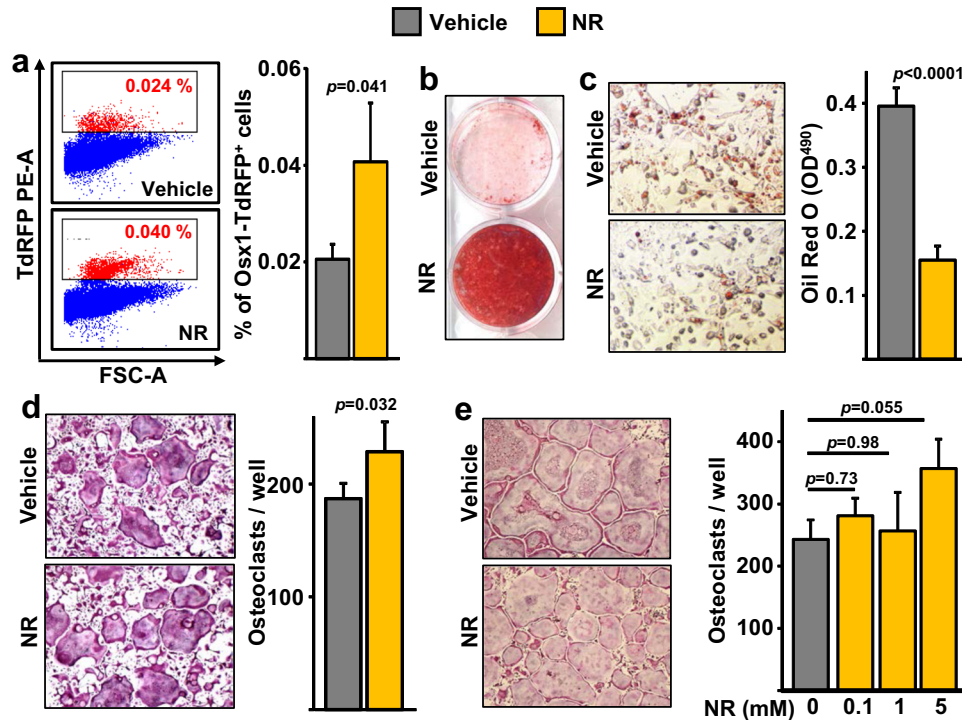 Vehicle NR
a
TdRFP PE-A
0.024 %
Vehicle
0.040 %
NR
FSC-A
% of Osx1-TdRFP+ cells
0.06
0.04
0.02
p=0.041
b
Vehicle
NR
c
Vehicle
NR
Oil Red O (OD490)
0.4
0.3
0.2
0.1
p<0.0001
d
Vehicle
NR
Osteoclasts / well
200
100
p=0.032
e
Vehicle
NR
Osteoclasts / well
400
300
200
100
p=0.055
p=0.98
p=0.73
NR (mM) 0 0.1 1 5